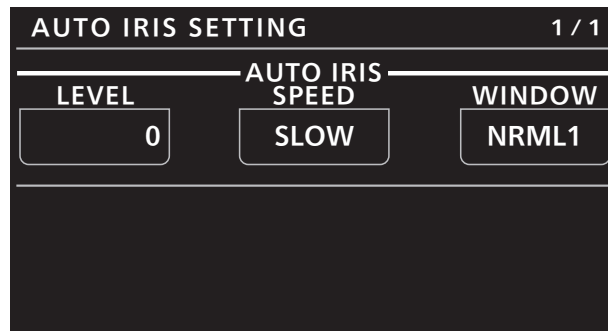 AUTO IRIS SETTING 1 / 1
AUTO IRIS
LEVEL SPEED WINDOW
0 SLOW NRML1